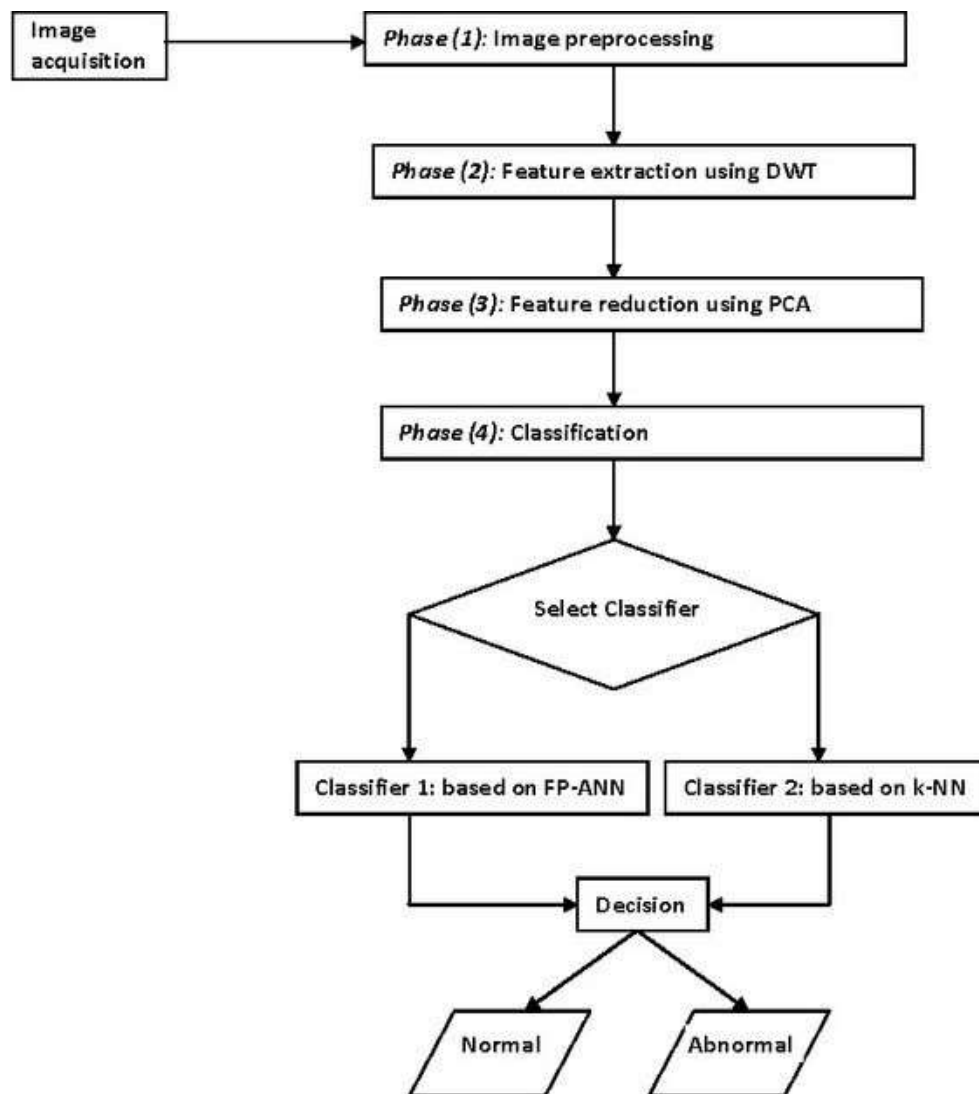 Image
acquisition
Phase (1): Image preprocessing
Phase (2): Feature extraction using DWT
Phase (3): Feature reduction using PCA
Phase (4): Classification
Select Classifier
Classifier 1: based on FP-ANN
Classifier 2: based on k-NN
Decision
Normal
Abnormal